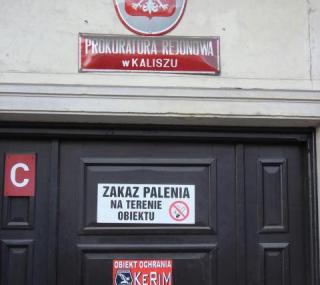 PROKURATURA REJONOWA
W KALISZU
C
ZAKAZ PALENIA
NA TERENIE
OBIEKTU
OBIEKT OCHRANIA
KERIM